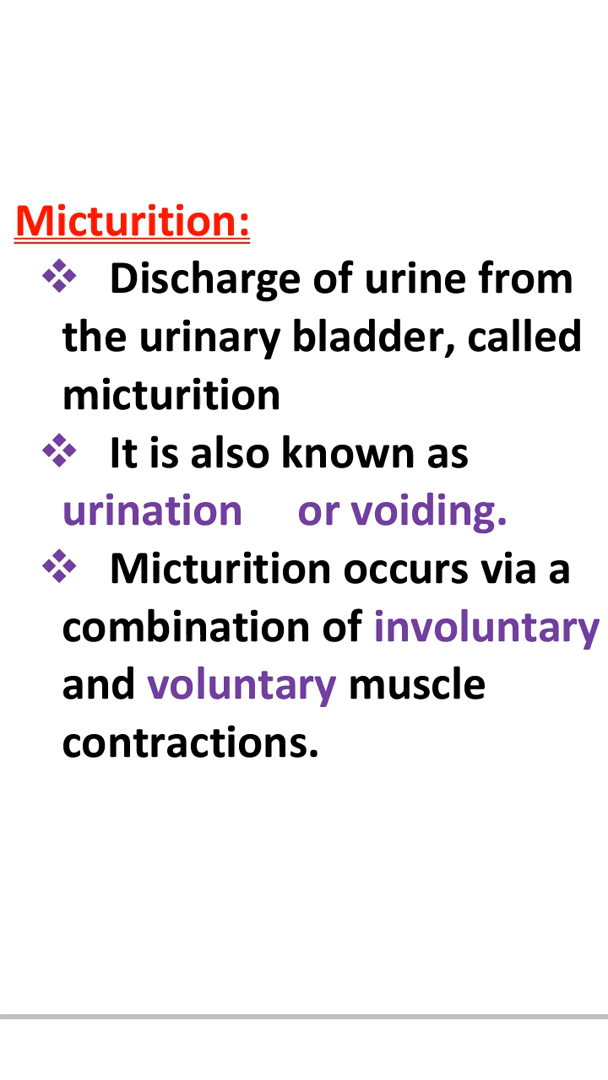 Micturition:
❖ Discharge of urine from
the urinary bladder, called
micturition
❖ It is also known as
urination or voiding.
❖ Micturition occurs via a
combination of involuntary
and voluntary muscle
contractions.